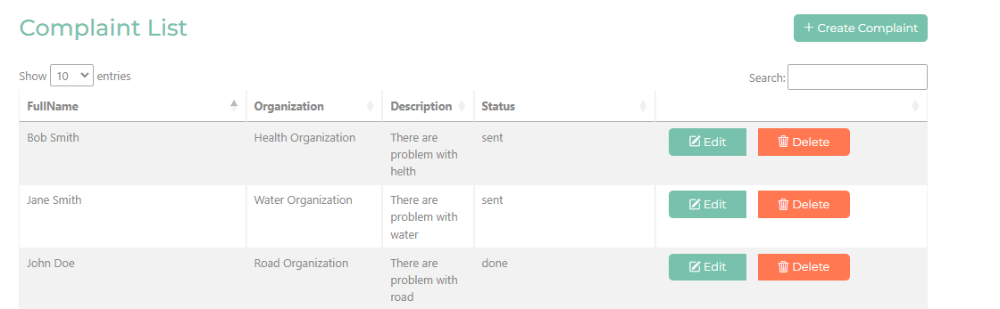 Complaint List
+ Create Complaint
Show 10 entries
Search:
FullName Organization Description Status
Bob Smith Health Organization There are sent Edit Delete
problem with
helth
Jane Smith Water Organization There are sent Edit Delete
problem with
water
John Doe Road Organization There are done Edit Delete
problem with
road